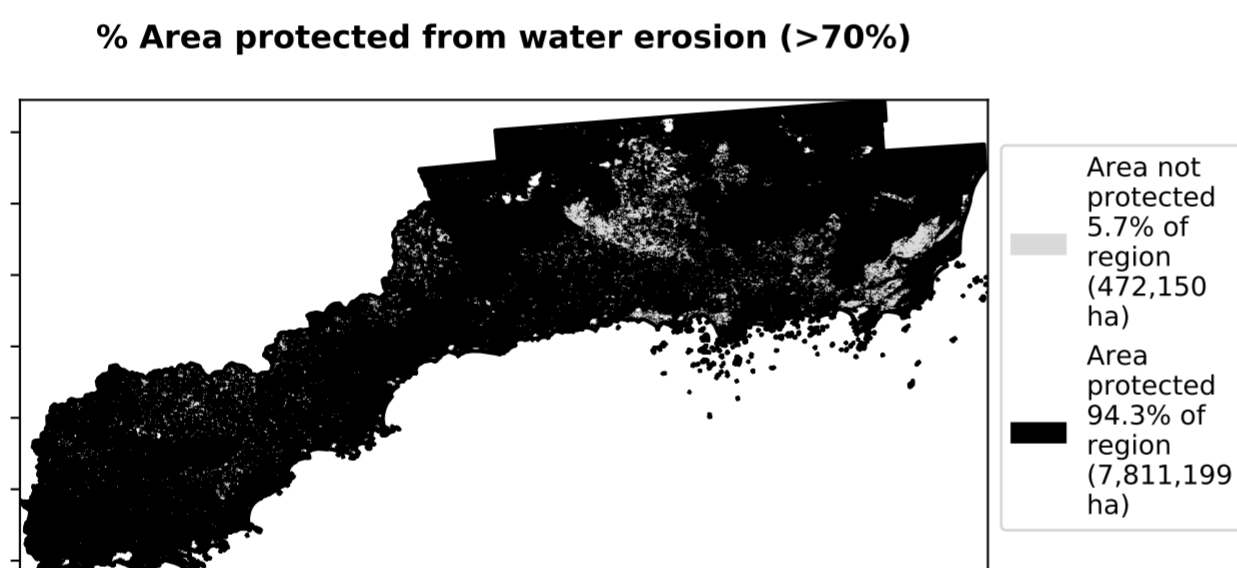 % Area protected from water erosion (>70%)
Area not
protected
5.7% of
region
(472,150
ha)
Area
protected
94.3% of
region
(7,811,199
ha)